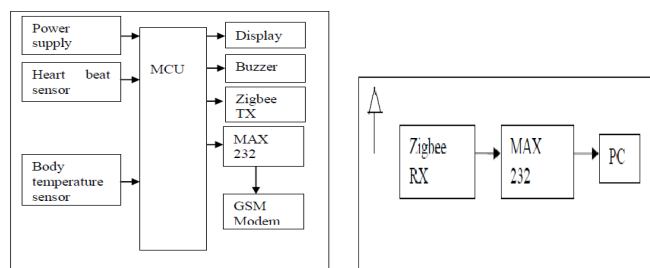 Power
supply
Heart beat
sensor
Body
temperature
sensor
MCU
Display
Buzzer
Zigbee
TX
MAX
232
GSM
Modem
Zigbee
RX
MAX
232
PC